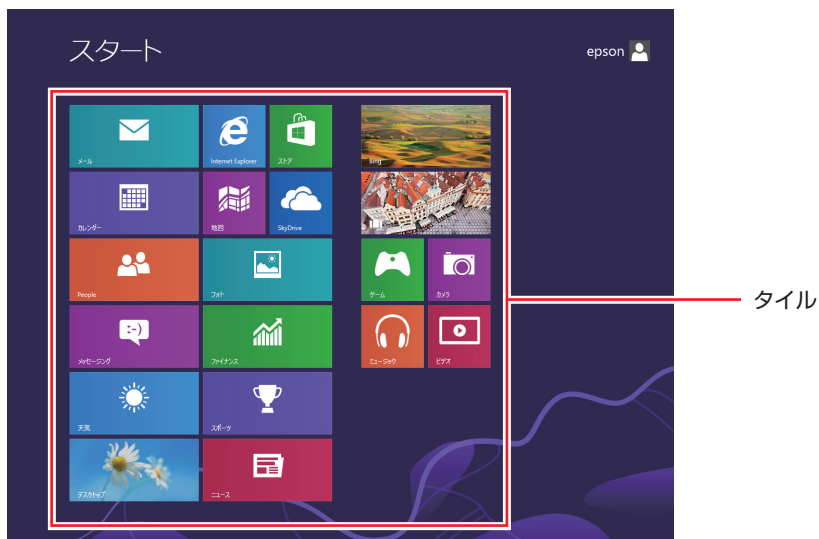 スタート
epson
メール
Internet Explorer
ストア
Bing
カレンダー
地図
SkyDrive
People
フォト
ゲーム
カメラ
メッセージング
ファイナンス
ミュージック
ビデオ
天気
スポーツ
デスクトップ
ニュース
タイル